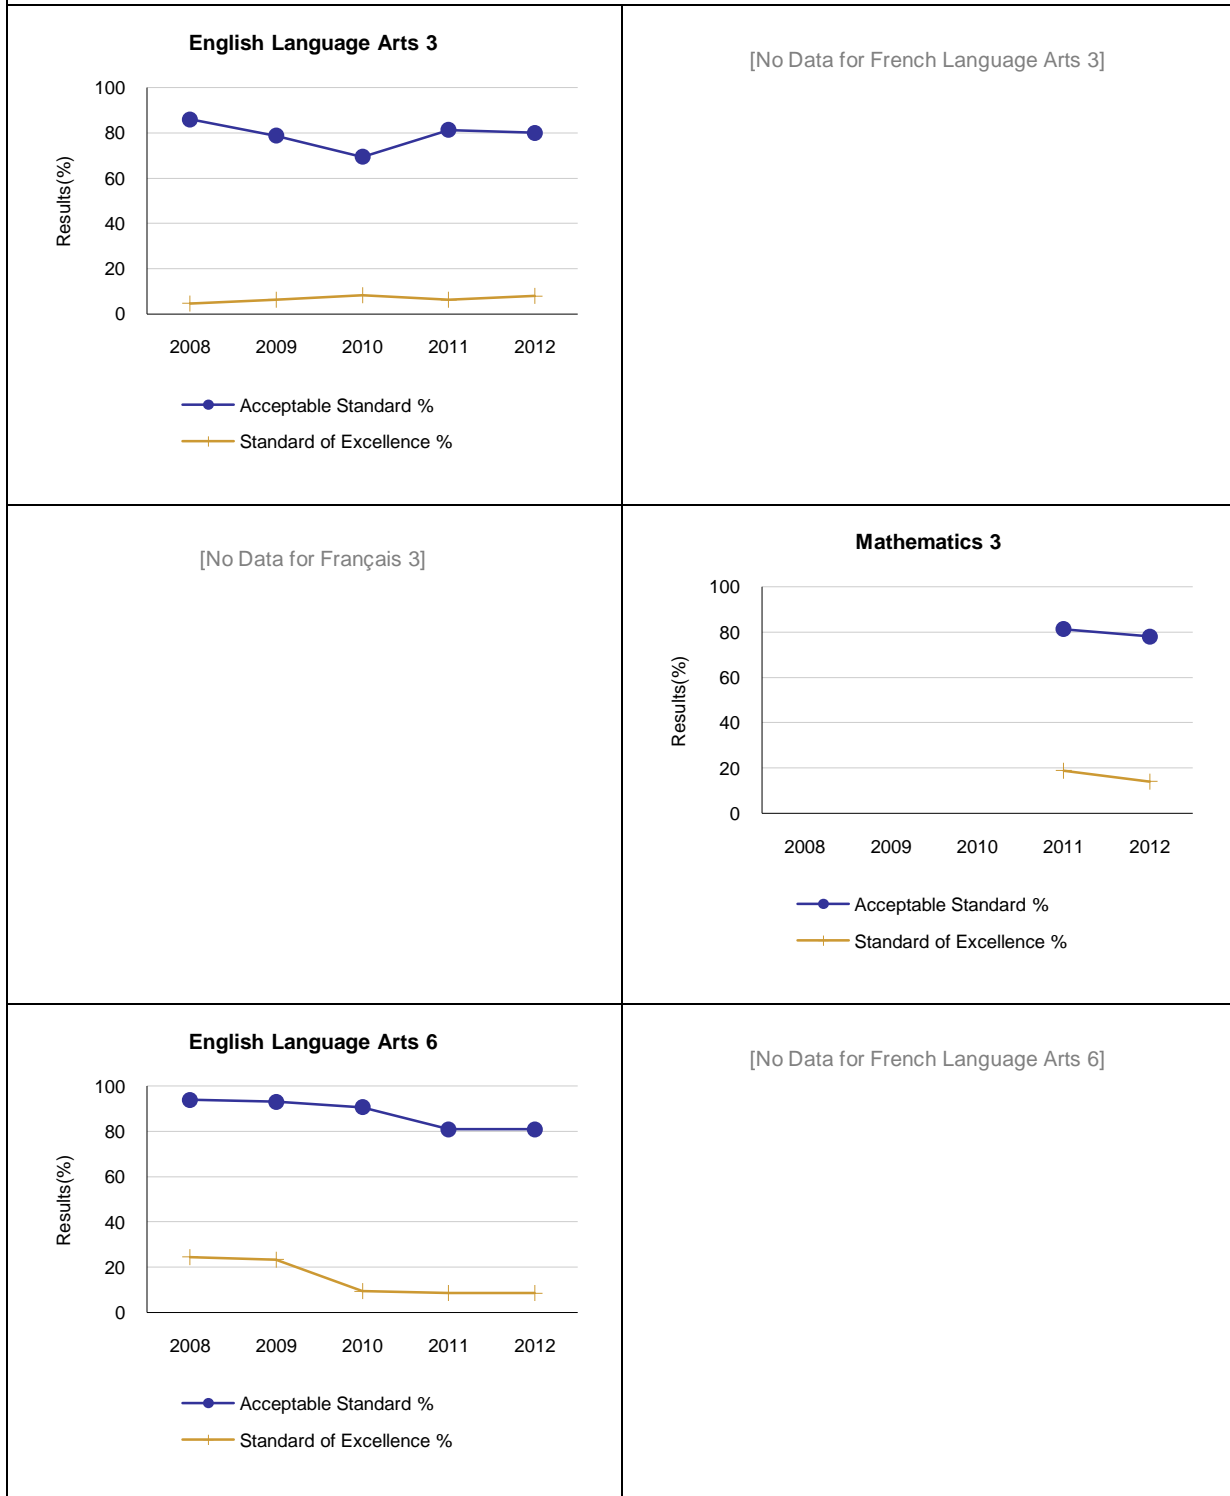 English Language Arts 3
100
80
60
40
20
0
Results(%)
2008 2009 2010 2011 2012
Acceptable Standard %
Standard of Excellence %
[No Data for French Language Arts 3]
[No Data for Français 3]
Mathematics 3
100
80
60
40
20
0
Results(%)
2008 2009 2010 2011 2012
Acceptable Standard %
Standard of Excellence %
English Language Arts 6
100
80
60
40
20
0
Results(%)
2008 2009 2010 2011 2012
Acceptable Standard %
Standard of Excellence %
[No Data for French Language Arts 6]